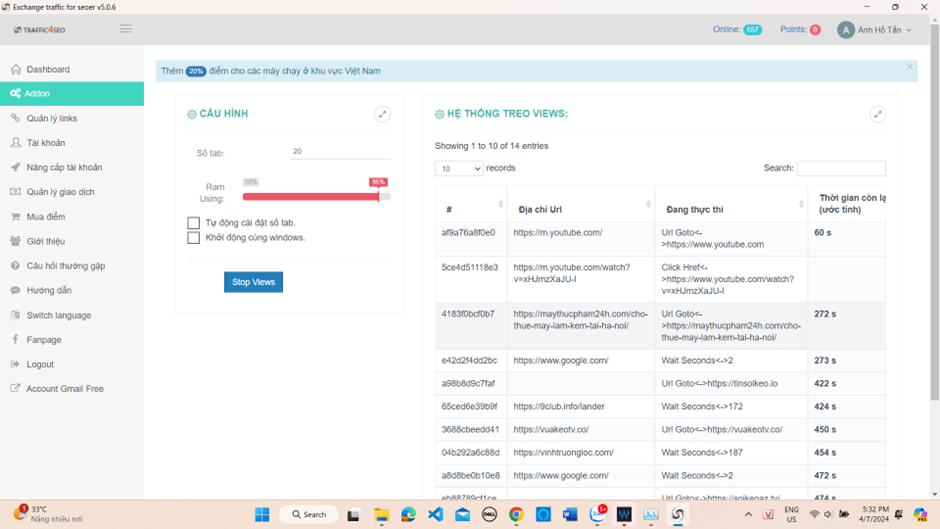 Exchange traffic for seoer v5.0.6
TRAFFIC4SEO
Online: 657
Points: 0
A Anh Hồ Tấn
Dashboard
Addon
Quản lý links
Tài khoản
Nâng cấp tài khoản
Quản lý giao dịch
Mua điểm
Giới thiệu
Câu hỏi thường gặp
Hướng dẫn
Switch language
Fanpage
Logout
Account Gmail Free
Thêm 20% điểm cho các máy chạy ở khu vực Việt Nam
CẤU HÌNH
Số tab: 20
Ram Using:
10%
95%
Tự động cài đặt số tab.
Khởi động cùng windows.
Stop Views
HỆ THỐNG TREO VIEWS:
Showing 1 to 10 of 14 entries
10 records
Search:
# Địa chỉ Url Đang thực thi Thời gian còn lạ
(ước tính)
af9a76a8f0e0 https://m.youtube.com/ Url Goto<-
->https://www.youtube.com 60 s
5ce4d51118e3 https://m.youtube.com/watch?
v=xHJmzXaJU-I Click Href<-
->https://www.youtube.com/watch?
v=xHJmzXaJU-I
4183f0bcf0b7 https://maythucpham24h.com/cho-
thue-may-lam-kem-tai-ha-noi/ Url Goto<-
->https://maythucpham24h.com/cho-
thue-may-lam-kem-tai-ha-noi/ 272 s
e42d2f4dd2bc https://www.google.com/ Wait Seconds<->2 273 s
a98b8d9c7faf Url Goto<->https://tinsoikeo.io 422 s
65ced6e39b9f https://9club.info/lander Wait Seconds<->172 424 s
3688cbeedd41 https://vuakeotv.co/ Url Goto<->https://vuakeotv.co/ 450 s
04b292a6c88d https://vinhtruongloc.com/ Wait Seconds<->187 454 s
a8d8be0b10e8 https://www.google.com/ Wait Seconds<->2 472 s
eb88789cf1ce Url Goto<->https://soikeoaz.tv/ 474 s
1
33°C
Nắng nhiều nơi
Search
DELL
5+
ENG
US
5:32 PM
4/7/2024